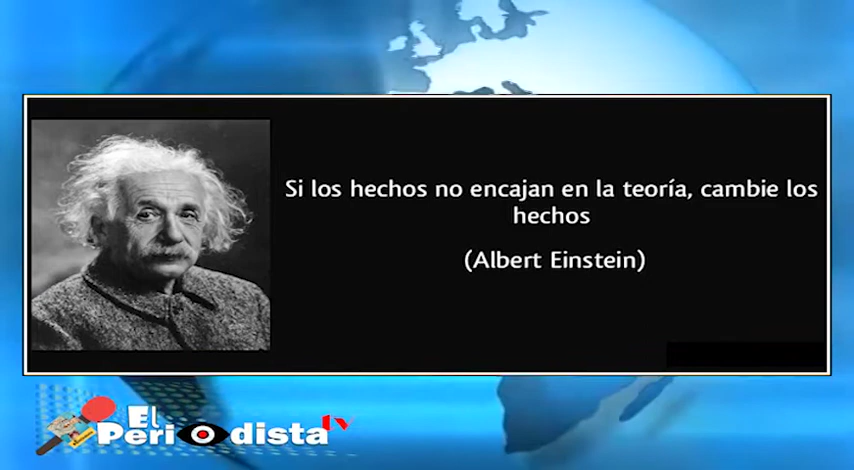 Si los hechos no encajan en la teoría, cambie los
hechos
(Albert Einstein)
El
Periodista
tv